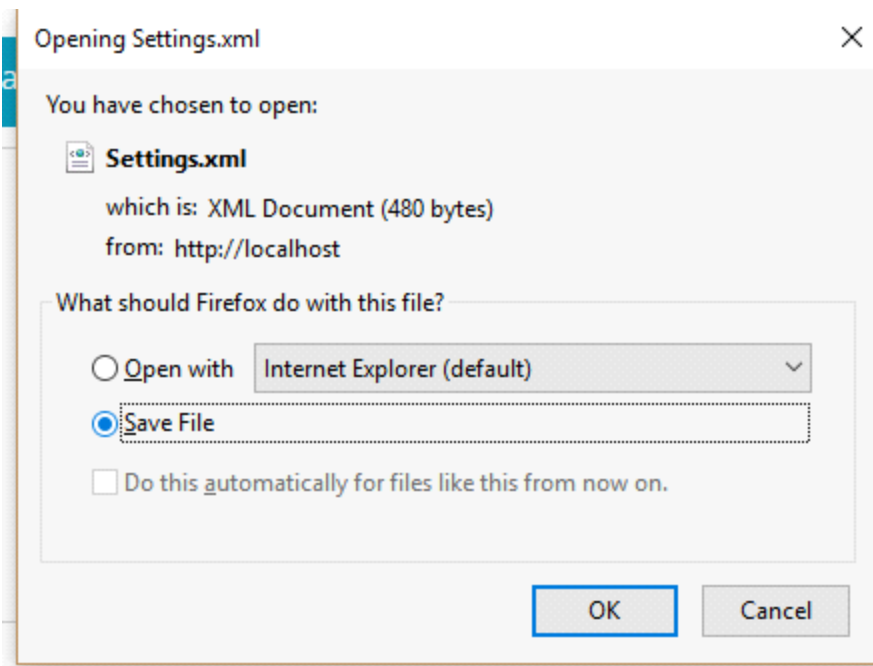 Opening Settings.xml
a
You have chosen to open:
Settings.xml
which is: XML Document (480 bytes)
from: http://localhost
What should Firefox do with this file?
Open with Internet Explorer (default)
Save File
Do this automatically for files like this from now on.
OK Cancel